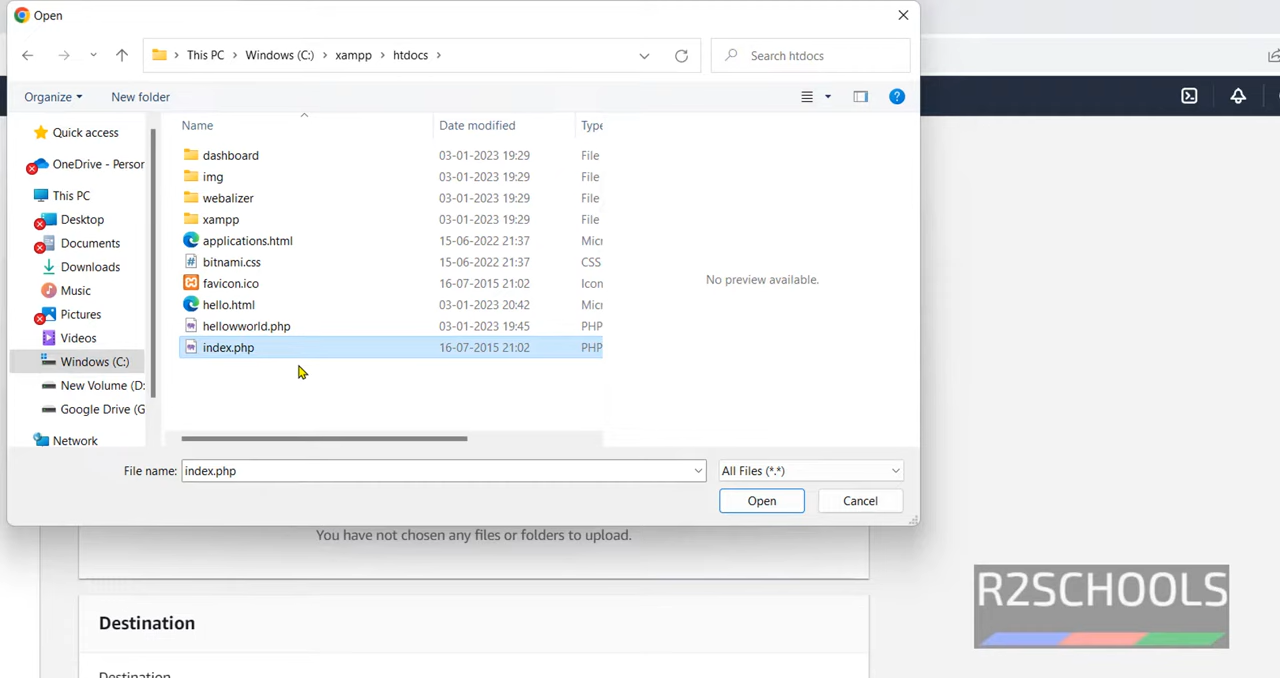 Open
This PC > Windows (C:) > xampp > htdocs >
Search htdocs
Organize
New folder
Name Date modified Type
Quick access
OneDrive - Person
This PC
Desktop
Documents
Downloads
Music
Pictures
Videos
Windows (C:)
New Volume (D:
Google Drive (G
Network
dashboard 03-01-2023 19:29 File
img 03-01-2023 19:29 File
webalizer 03-01-2023 19:29 File
xampp 03-01-2023 19:29 File
applications.html 15-06-2022 21:37 Micr
bitnami.css 15-06-2022 21:37 CSS
favicon.ico 16-07-2015 21:02 Icon
hello.html 03-01-2023 20:42 Micr
hellowworld.php 03-01-2023 19:45 PHP
index.php 16-07-2015 21:02 PHP
No preview available.
File name: index.php
All Files (*.*)
Open
Cancel
You have not chosen any files or folders to upload.
Destination
Destination
R2SCHOOLS